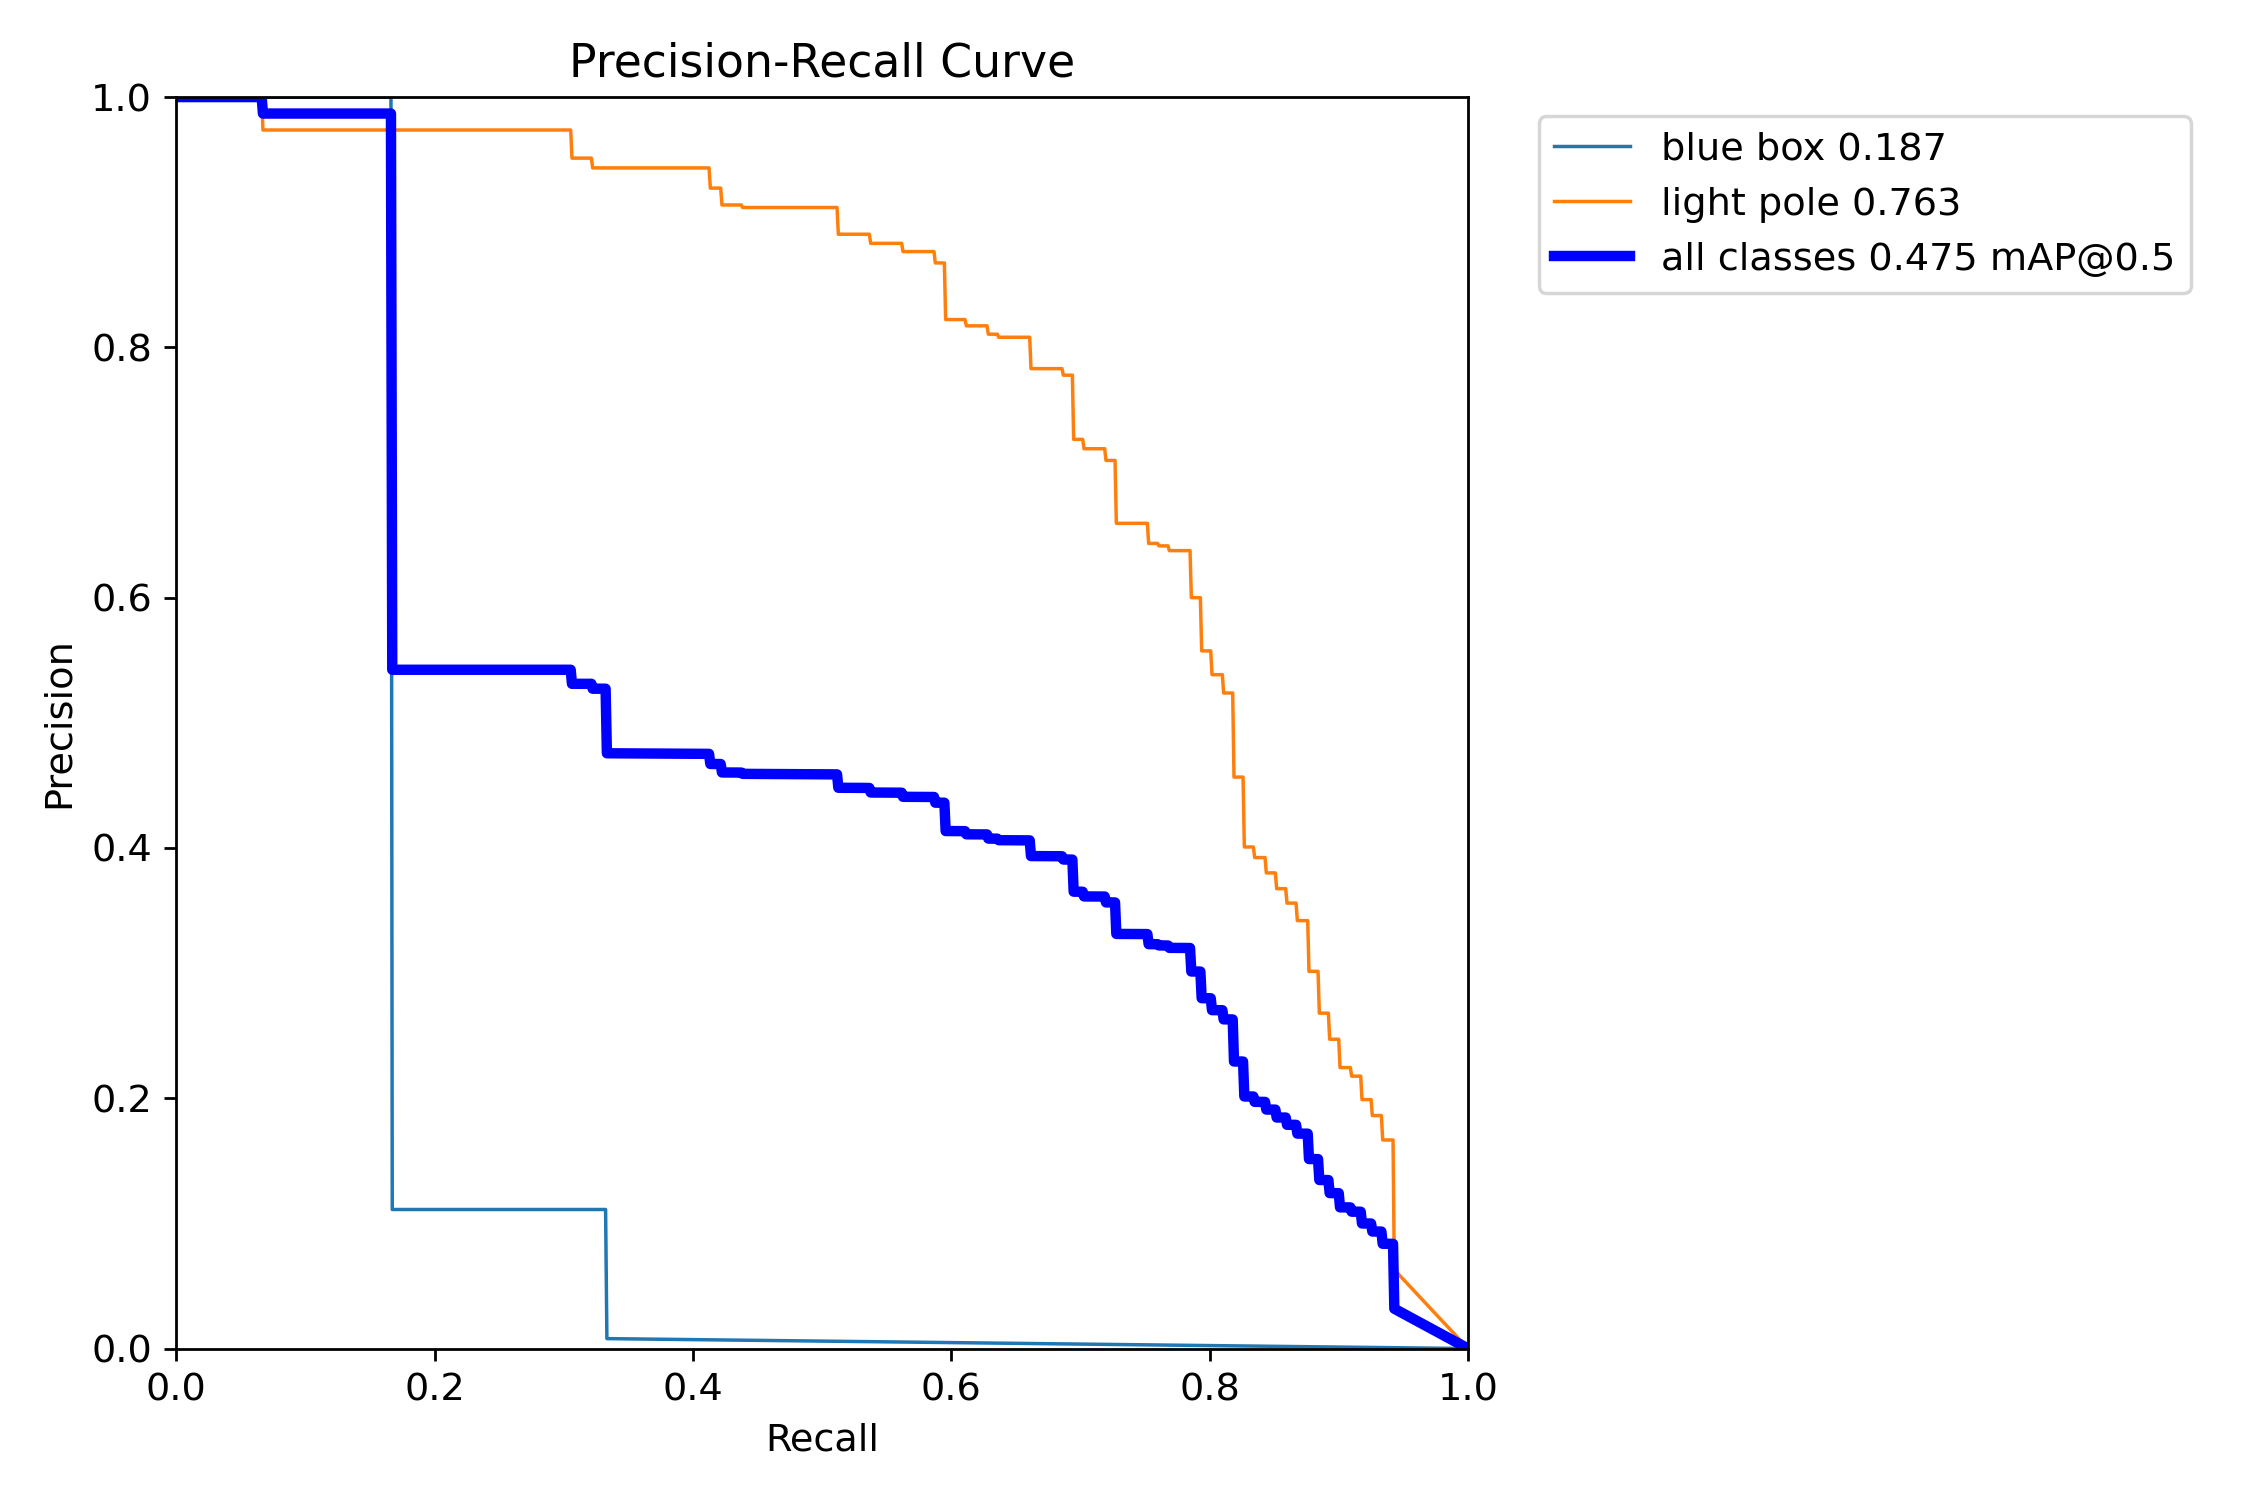 Precision-Recall Curve
1.0
0.8
0.6
0.4
0.2
0.0
Precision
0.0 0.2 0.4 0.6 0.8 1.0
Recall
blue box 0.187
light pole 0.763
all classes 0.475 mAP@0.5